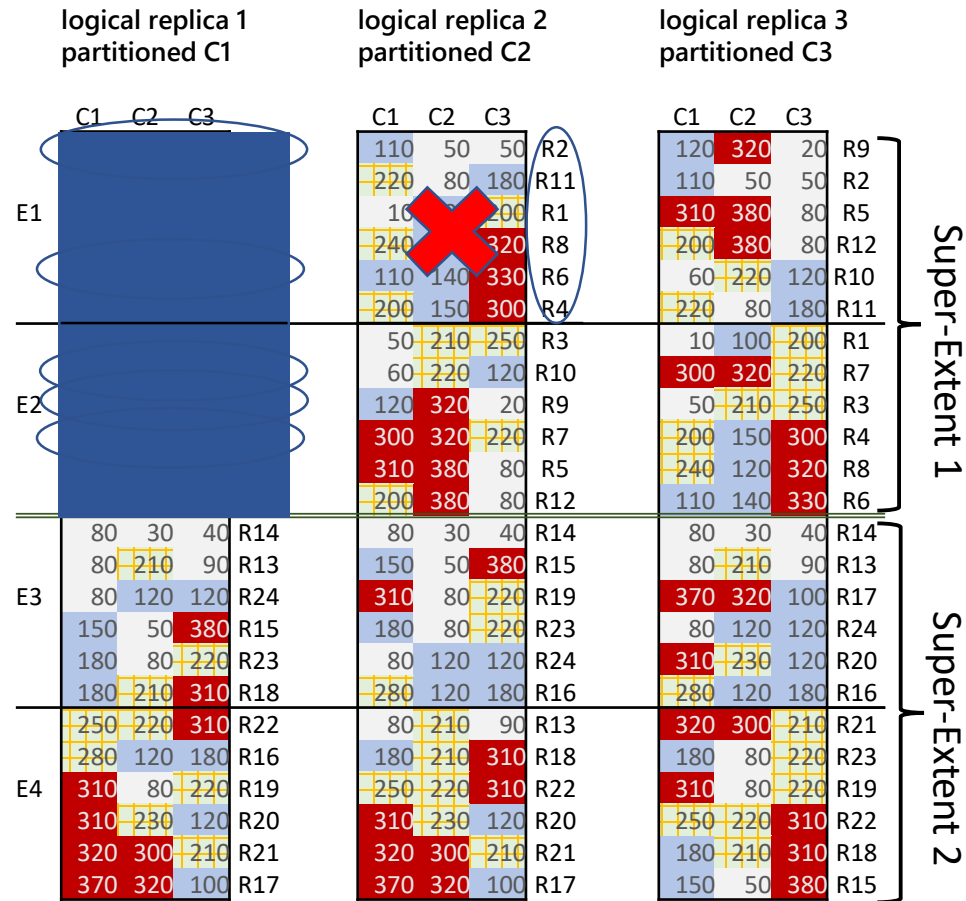 logical replica 1 logical replica 2 logical replica 3
partitioned C1 partitioned C2 partitioned C3
C1 C2 C3 C1 C2 C3 C1 C2 C3
110 50 50 R2 120 320 20 R9
220 80 180 R11 110 50 50 R2
E1 10 200 R1 310 380 80 R5
240 320 R8 200 380 80 R12
110 140 330 R6 60 220 120 R10
200 150 300 R4 220 80 180 R11
50 210 250 R3 10 100 200 R1
60 220 120 R10 300 320 220 R7
E2 120 320 20 R9 50 210 250 R3
300 320 220 R7 200 150 300 R4
310 380 80 R5 240 120 320 R8
200 380 80 R12 110 140 330 R6
Super-Extent 1
80 30 40 R14 80 30 40 R14 80 30 40 R14
80 210 90 R13 150 50 380 R15 80 210 90 R13
E3 80 120 120 R24 310 80 220 R19 370 320 100 R17
150 50 380 R15 180 80 220 R23 80 120 120 R24
180 80 220 R23 80 120 120 R24 310 230 120 R20
180 210 310 R18 280 120 180 R16 280 120 180 R16
250 220 310 R22 80 210 90 R13 320 300 210 R21
280 120 180 R16 180 210 310 R18 180 80 220 R23
E4 310 80 220 R19 250 220 310 R22 310 80 220 R19
310 230 120 R20 310 230 120 R20 250 220 310 R22
320 300 210 R21 320 300 210 R21 180 210 310 R18
370 320 100 R17 370 320 100 R17 150 50 380 R15
Super-Extent 2